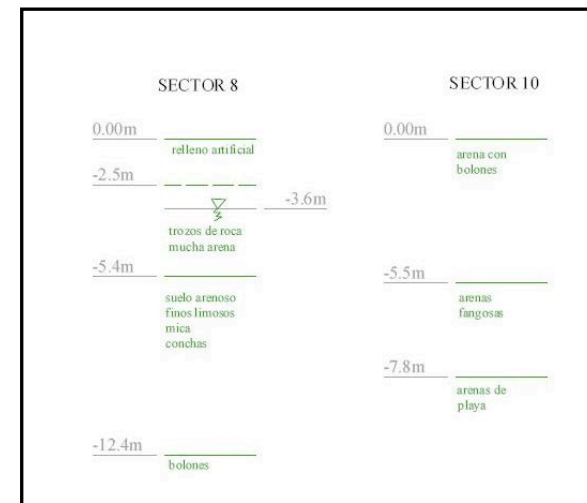 SECTOR 8
0.00m
relleno artificial
-2.5m
-3.6m
trozos de roca
mucha arena
-5.4m
suelo arenoso
finos limosos
mica
conchas
-12.4m
bolones
SECTOR 10
0.00m
arena con
bolones
-5.5m
arenas
fangosas
-7.8m
arenas de
playa